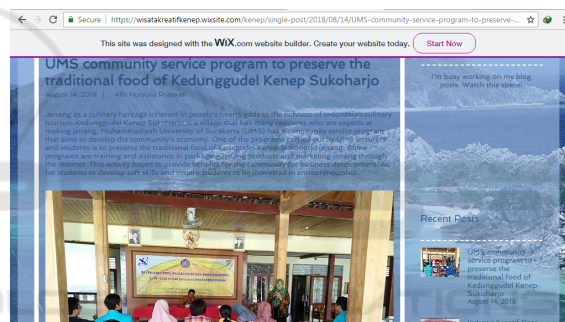 Secure | https://wisatakreatifkenep.wixsite.com/kenep/single-post/2018/08/14/UMS-community-service-program-to-preserve-...
This site was designed with the WiX.com website builder. Create your website today. Start Now
UMS community service program to preserve the
traditional food of Kedunggudel Kenep Sukoharjo
August 14, 2018 | Afif Nuryulia Praswati
Jenang as a culinary heritage inherent in people's hearts adds to the richness of Indonesian culinary
tourism. Kedunggudel Kenep Sukoharjo is a village that has many residents who are experts at
making jenang. Muhammadiyah University of Surakarta (UMS) has a community service program
that aims to develop the community's economy. One of the programs carried out by UMS lecturers
and students is to preserve the traditional food of Kedunggudel Kenep Sukoharjo jenang. Some
programs are training and assistance in packaging jenang products and marketing jenang through
the internet. This activity hopes to provide benefits for the community for business development. As
for students to develop soft skills and inspire students to be interested in entrepreneurship.
I'm busy working on my blog
posts. Watch this space!
Recent Posts
UMS community
service program to
preserve the
traditional food of
Kedunggudel Kenep
Sukoharjo
August 14, 2018